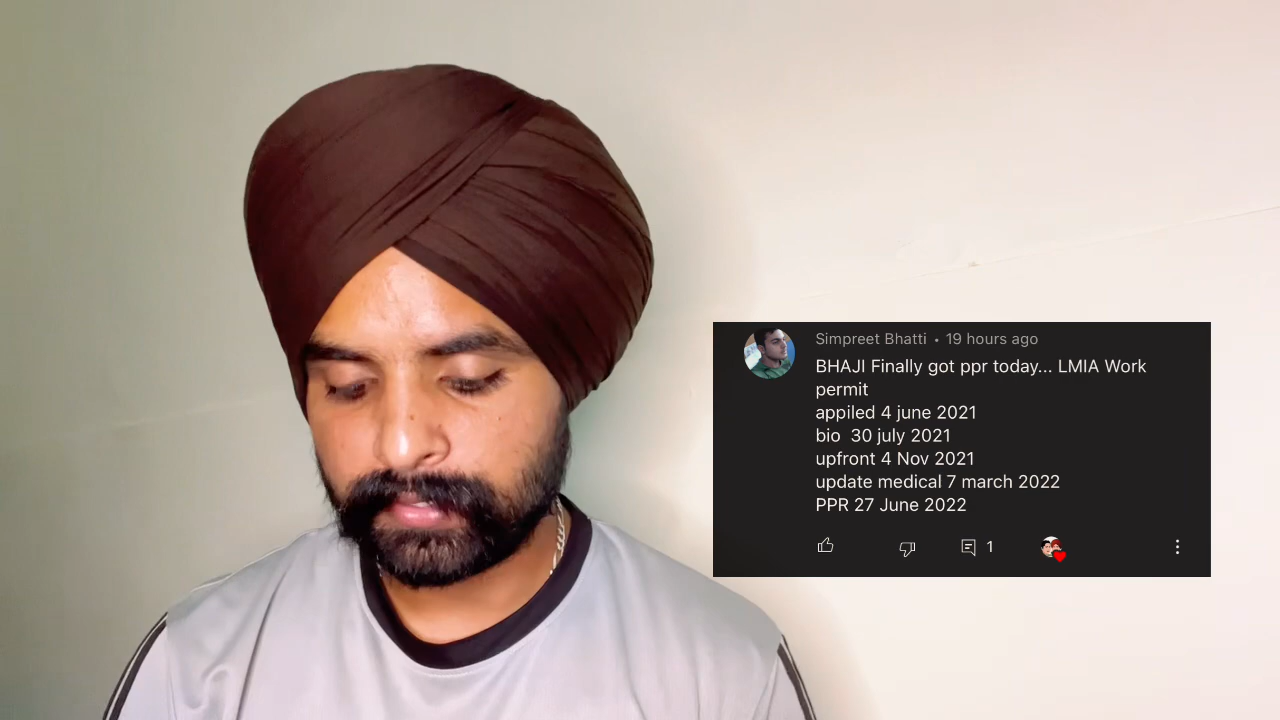 Simpreet Bhatti • 19 hours ago
BHAJI Finally got ppr today... LMIA Work
permit
appiled 4 june 2021
bio  30 july 2021
upfront 4 Nov 2021
update medical 7 march 2022
PPR 27 June 2022
1